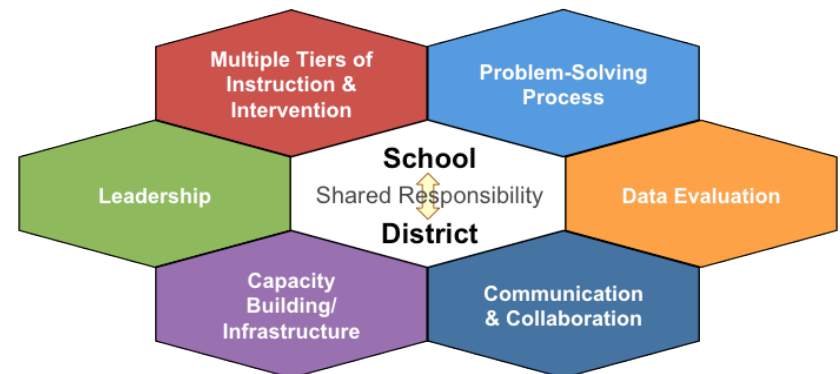 Multiple Tiers of
Instruction &
Intervention
Problem-Solving
Process
Leadership
School
Shared Responsibility
District
Data Evaluation
Capacity
Building/
Infrastructure
Communication
& Collaboration